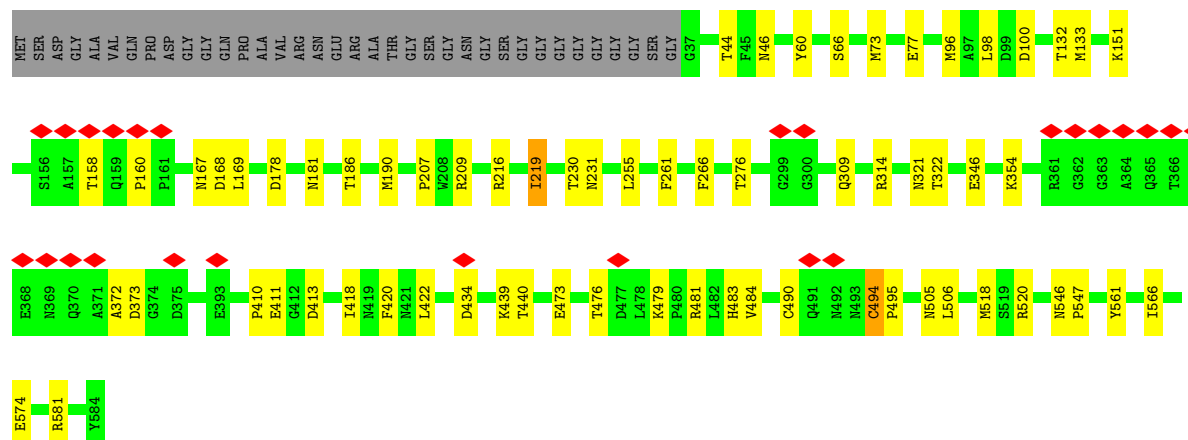 MET SER ASP GLY ALA VAL GLN PRO ASP GLY GLY GLN PRO ALA VAL ARG ASN GLU ARG ALA THR GLY SER GLY ASN GLY SER GLY GLY GLY GLY GLY GLY GLY SER GLY G37 T44 F45 N46 Y60 S66 M73 E77 M96 A97 L98 D99 D100 T132 M133 K151
S156 A157 T158 Q159 P160 P161 N167 D168 L169 D178 N181 T186 M190 P207 W208 R209 R216 I219 T230 N231 L255 F261 F266 T276 G299 G300 Q309 R314 N321 T322 E346 K354 R361 G362 G363 A364 Q365 T366
E368 N369 Q370 A371 A372 D373 G374 D375 E393 P410 E411 G412 D413 I418 N419 F420 N421 L422 D434 K439 T440 E473 T476 D477 L478 K479 P480 R481 L482 H483 V484 C490 Q491 N492 N493 C494 P495 N505 L506 M518 S519 R520 N546 P547 Y561 I566
E574 R581 Y584